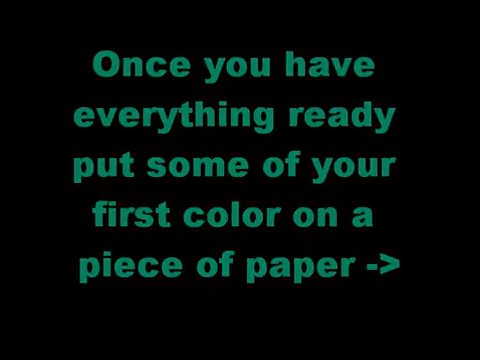 Once you have
everything ready
put some of your
first color on a
piece of paper ->